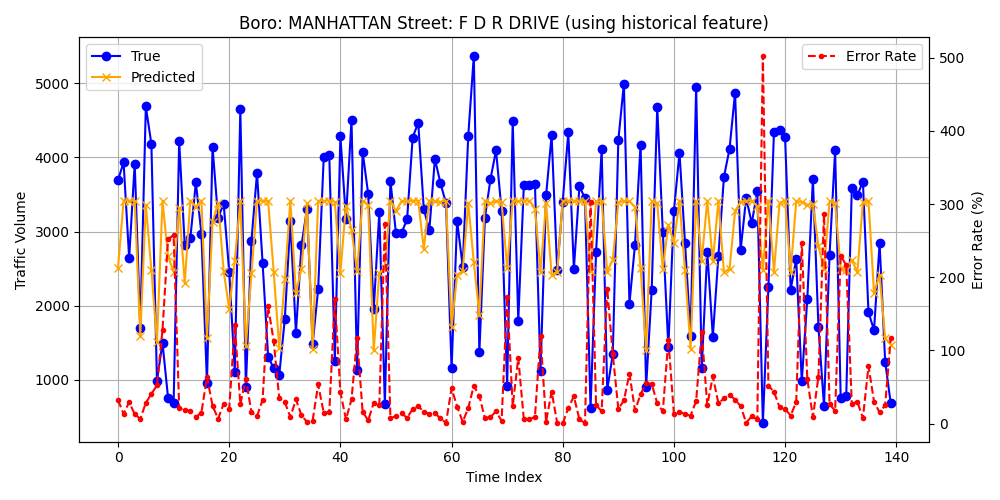 Boro: MANHATTAN Street: F D R DRIVE (using historical feature)
True
Predicted
Error Rate
Traffic Volume
5000
4000
3000
2000
1000
500
400
300
200
100
0
Error Rate (%)
0 20 40 60 80 100 120 140
Time Index